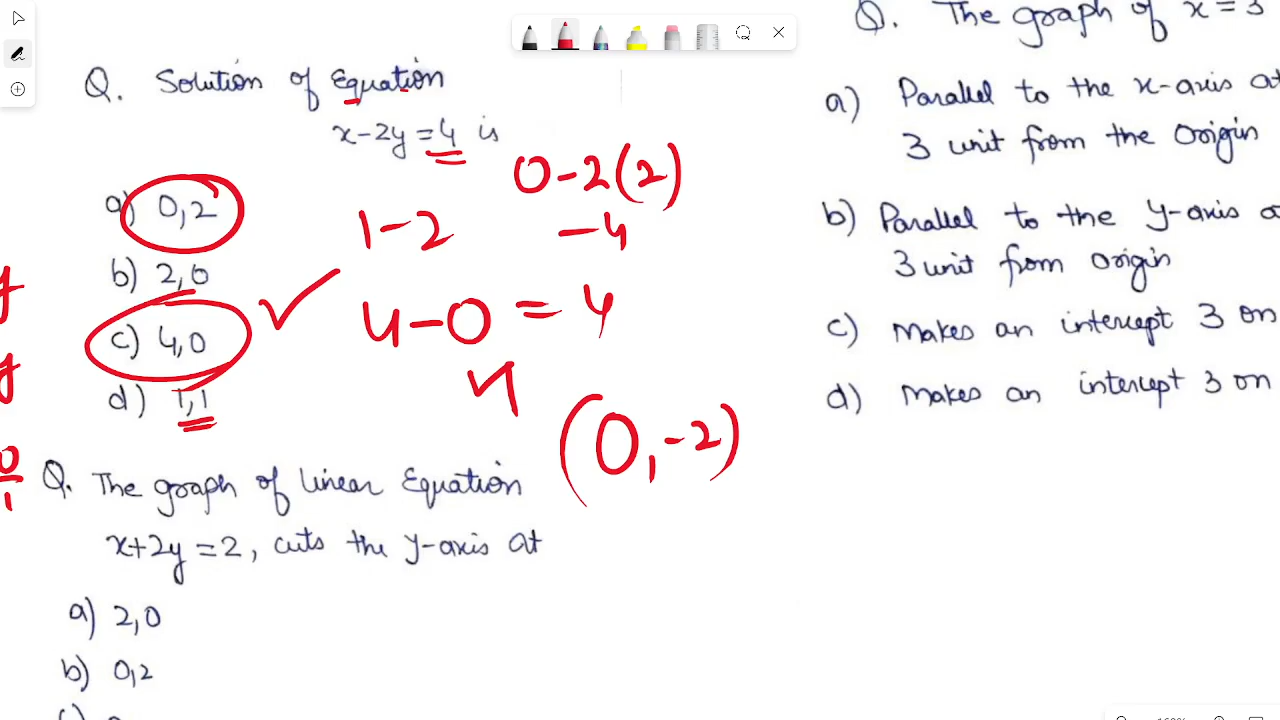 Q. Solution of Equation
x-2y=4 is
0-2(2)
a) 0,2
1-2
-4
b) 2,0
4-0=4
c) 4,0
4
d) 1,1
(0,-2)
y
y
0
1
Q. The graph of linear Equation
x+2y=2, cuts the y-axis at
a) 2,0
b) 0,2
Q. The graph of x=3
a) Parallel to the x-axis at
3 unit from the origin
b) Parallel to the y-axis a
3 unit from origin
c) Makes an intercept 3 on
d) Makes an intercept 3 on